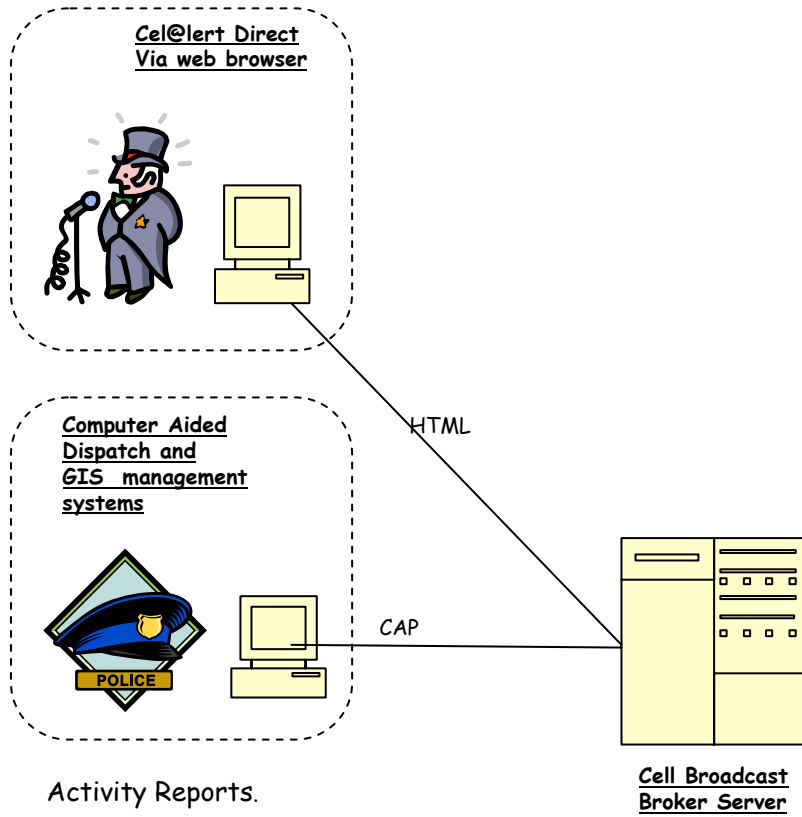 Cel@lert Direct
Via web browser
HTML
Computer Aided
Dispatch and
GIS management
systems
CAP
POLICE
Cell Broadcast
Broker Server
Activity Reports.